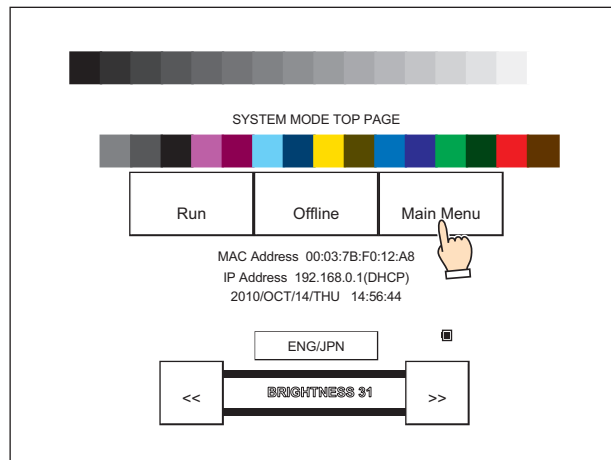 SYSTEM MODE TOP PAGE
Run Offline Main Menu
MAC Address 00:03:7B:F0:12:A8
IP Address 192.168.0.1(DHCP)
2010/OCT/14/THU 14:56:44
ENG/JPN
<< BRIGHTNESS 31 >>